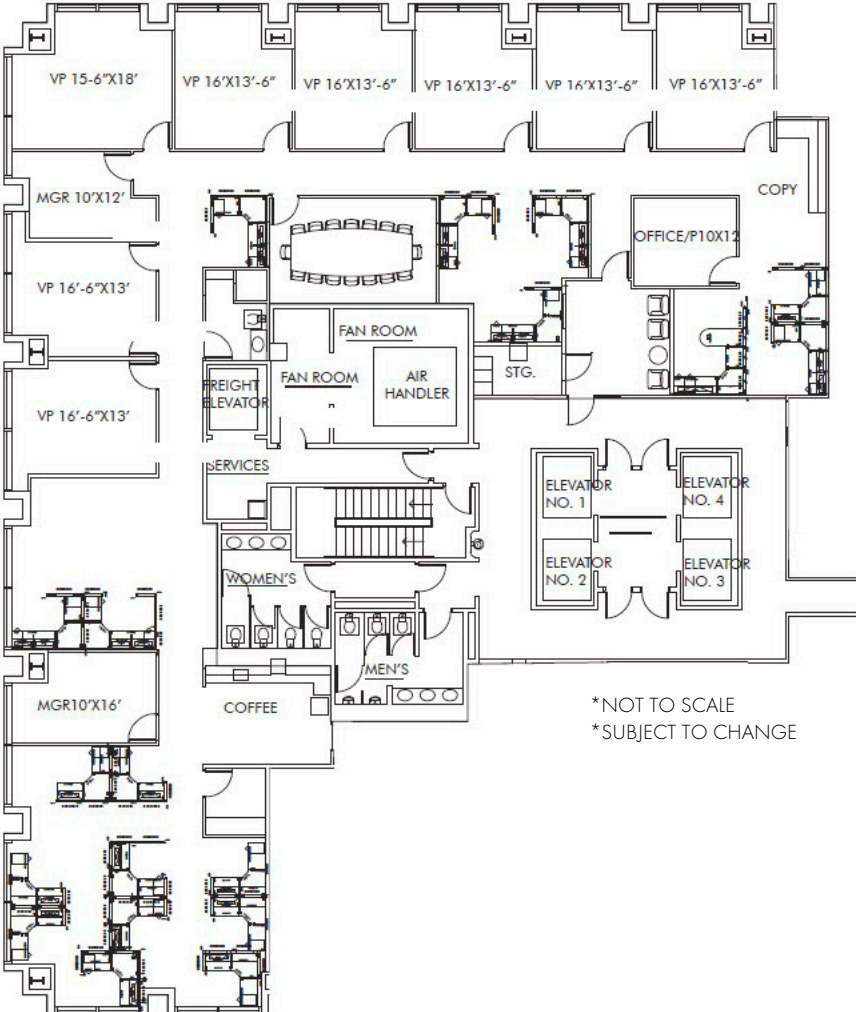 VP 15-6"X18'
VP 16'X13'-6"
VP 16'X13'-6"
VP 16'X13'-6"
VP 16'X13'-6"
VP 16'X13'-6"
MGR 10'X12'
COPY
OFFICE/P10X12
VP 16'-6"X13'
FAN ROOM
FAN ROOM
AIR
HANDLER
STG.
FREIGHT
ELEVATOR
VP 16'-6"X13'
SERVICES
ELEVATOR
NO. 1
ELEVATOR
NO. 4
ELEVATOR
NO. 2
ELEVATOR
NO. 3
WOMEN'S
MEN'S
MGR10'X16'
COFFEE
*NOT TO SCALE
*SUBJECT TO CHANGE